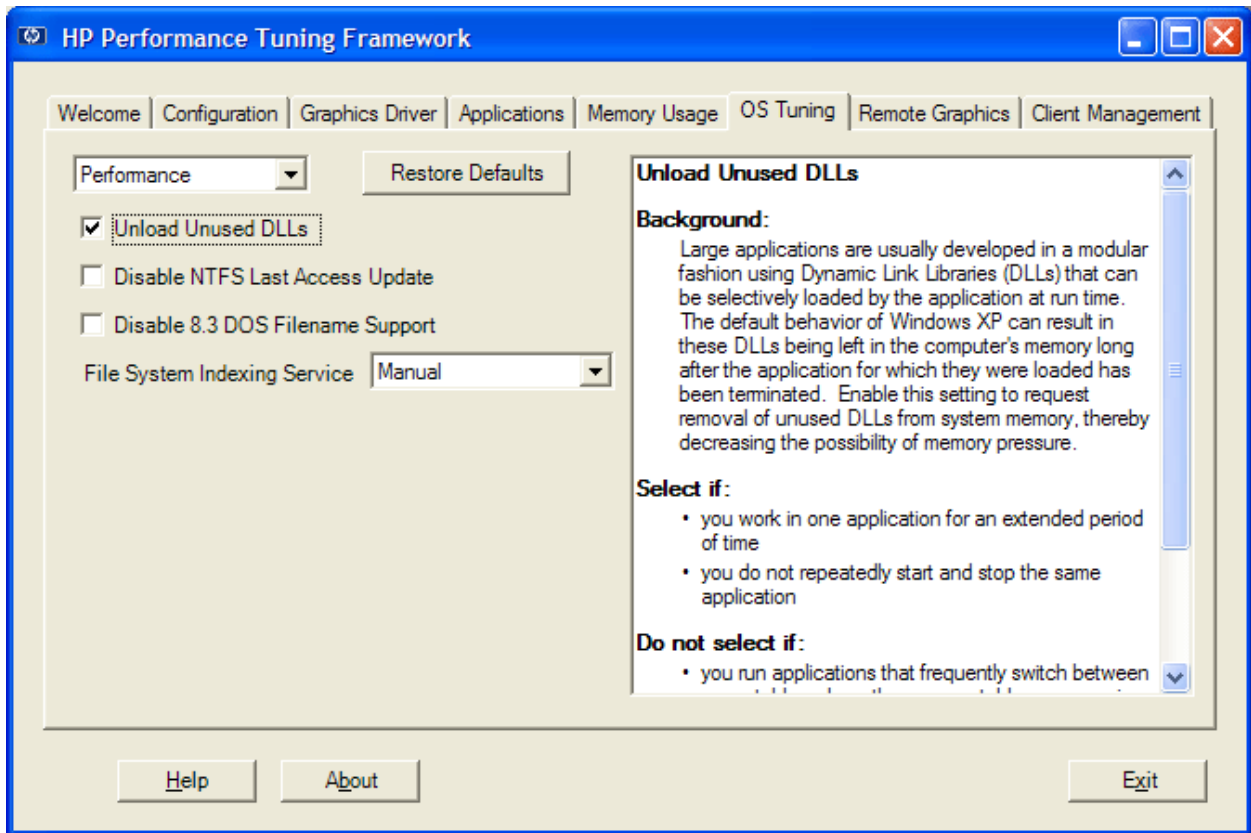 HP Performance Tuning Framework
Welcome
Configuration
Graphics Driver
Applications
Memory Usage
OS Tuning
Remote Graphics
Client Management
Performance
Restore Defaults
Unload Unused DLLs
Disable NTFS Last Access Update
Disable 8.3 DOS Filename Support
File System Indexing Service
Manual
Unload Unused DLLs
Background:
Large applications are usually developed in a modular
fashion using Dynamic Link Libraries (DLLs) that can
be selectively loaded by the application at run time.
The default behavior of Windows XP can result in
these DLLs being left in the computer's memory long
after the application for which they were loaded has
been terminated. Enable this setting to request
removal of unused DLLs from system memory, thereby
decreasing the possibility of memory pressure.
Select if:
• you work in one application for an extended period
of time
• you do not repeatedly start and stop the same
application
Do not select if:
• you run applications that frequently switch between
Help
About
Exit